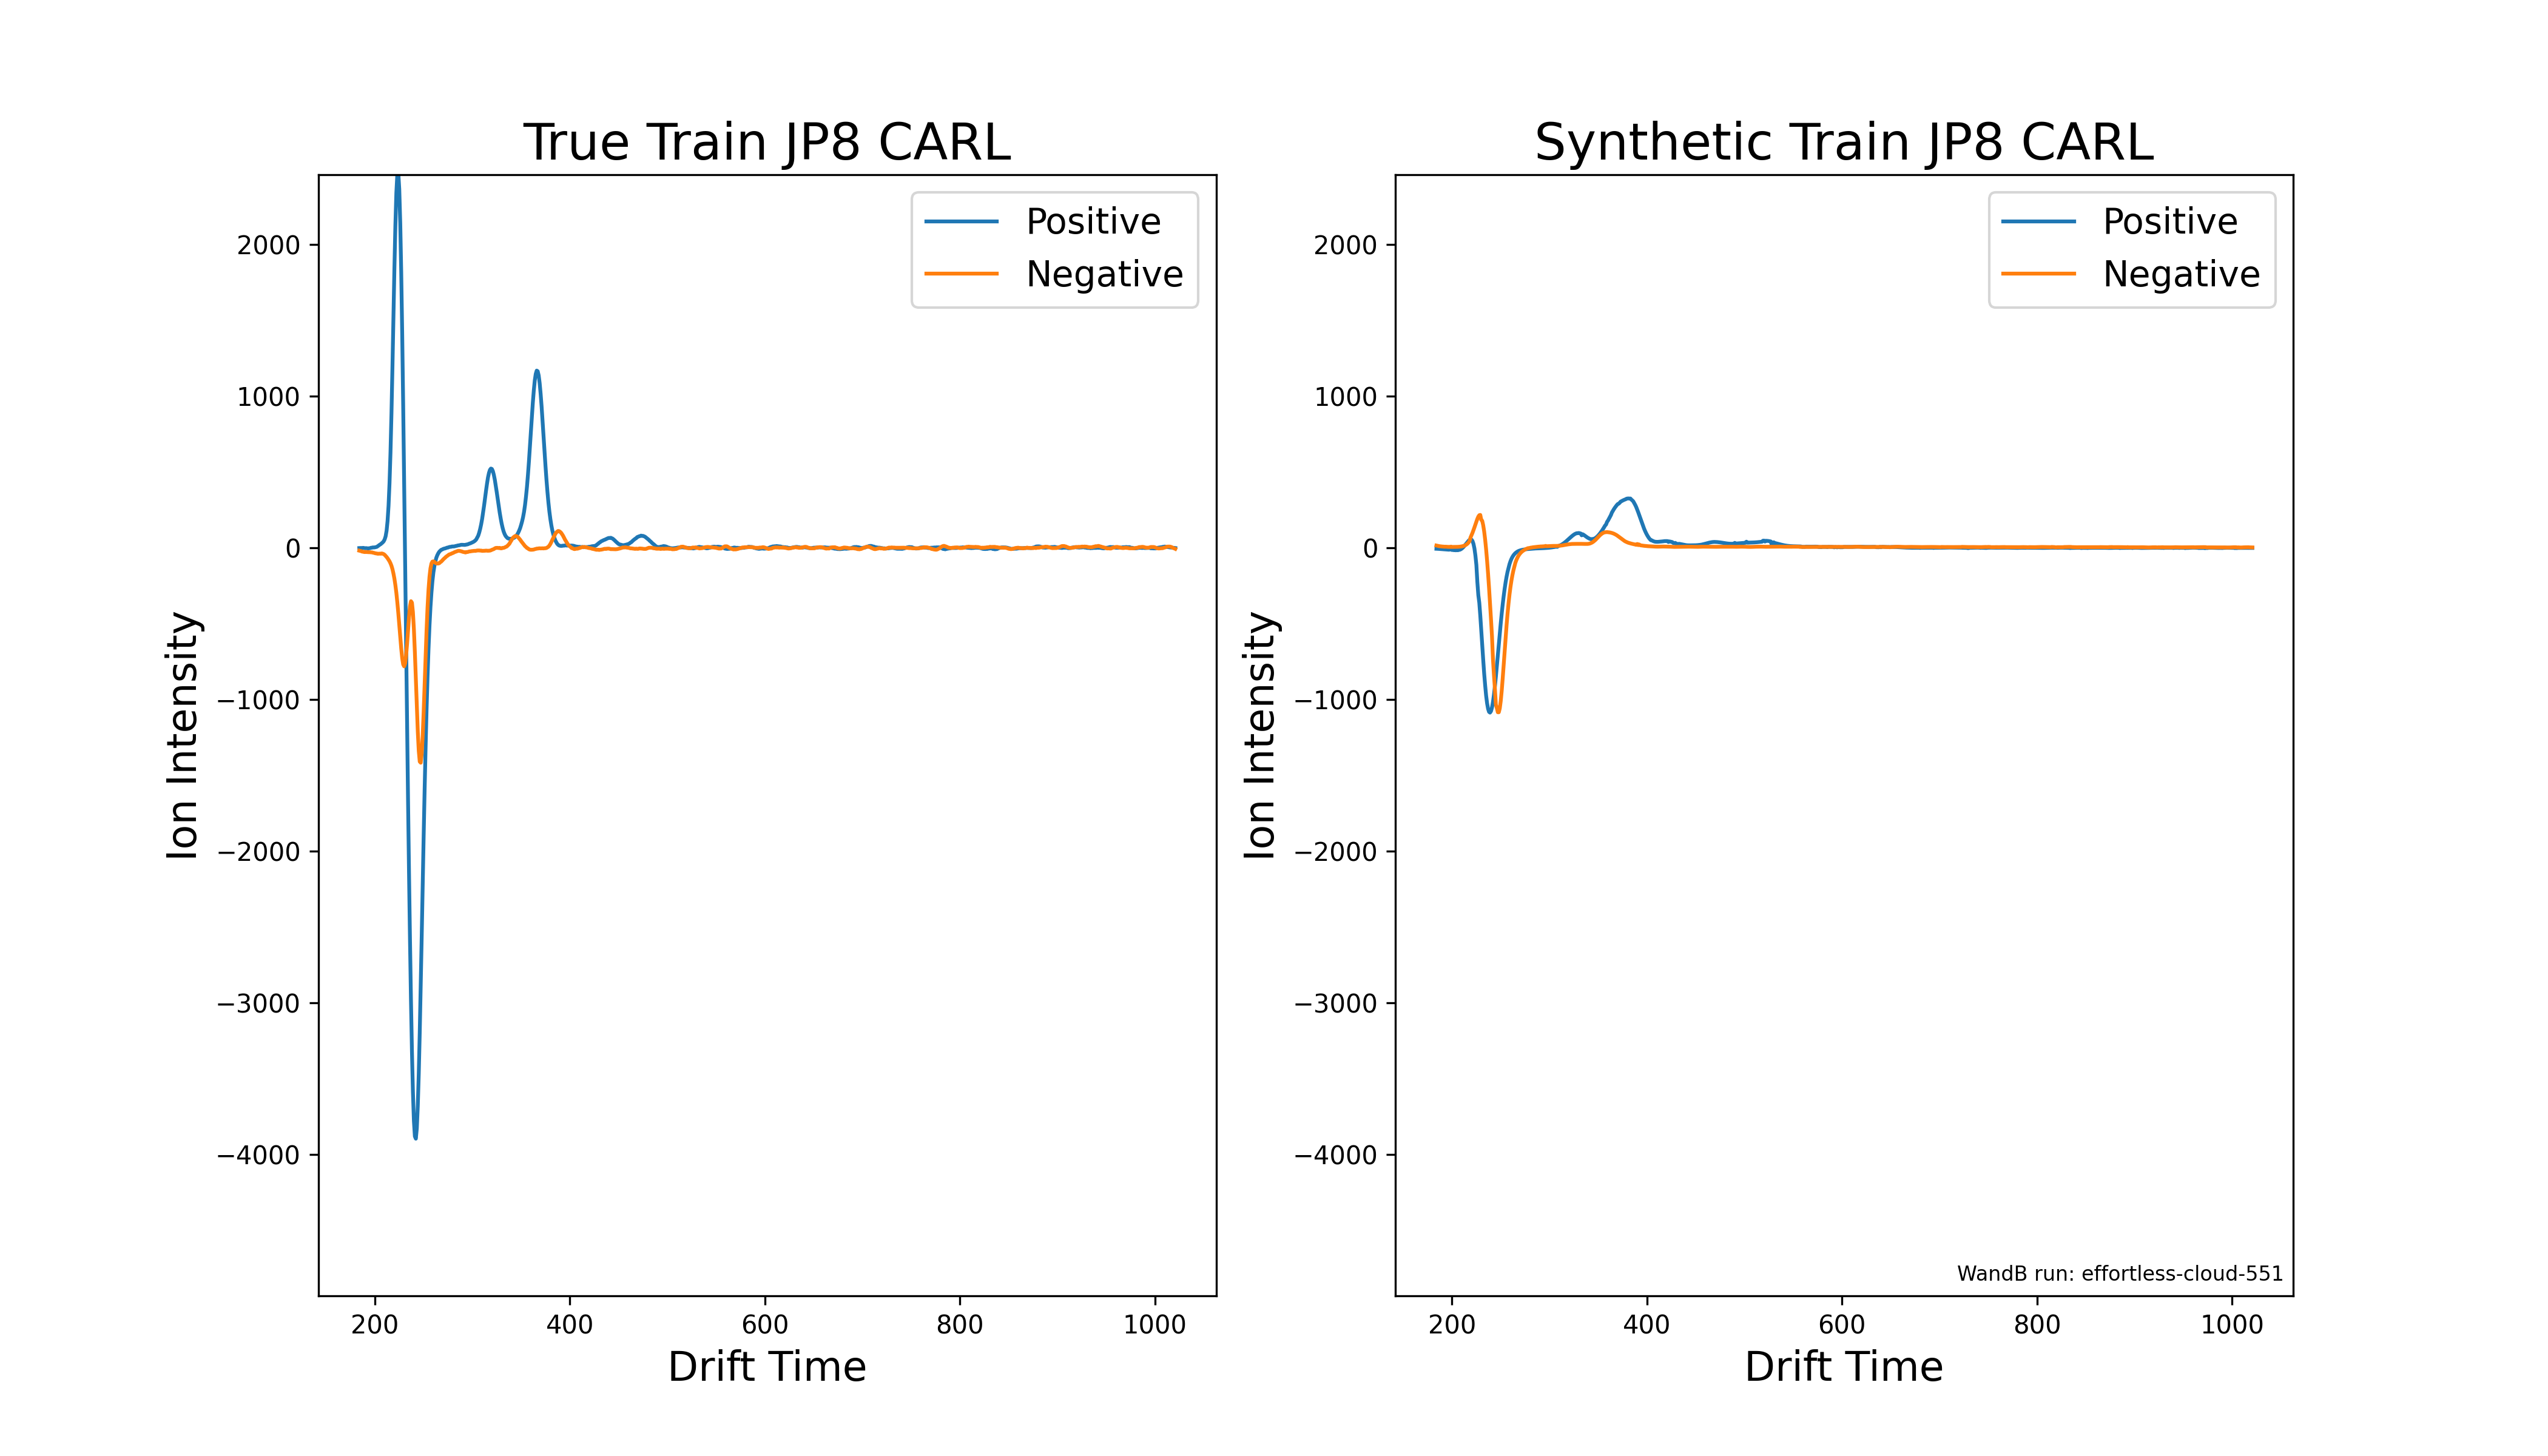 True Train JP8 CARL
Positive
Negative
2000
1000
0
−1000
−2000
−3000
−4000
Ion Intensity
200 400 600 800 1000
Drift Time
Synthetic Train JP8 CARL
Positive
Negative
2000
1000
0
−1000
−2000
−3000
−4000
Ion Intensity
WandB run: effortless-cloud-551
200 400 600 800 1000
Drift Time